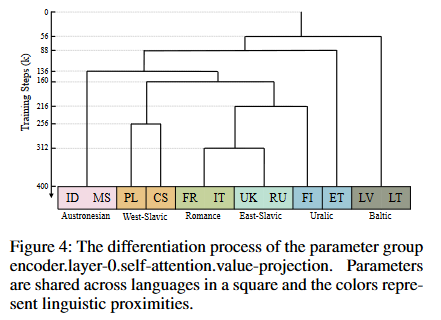 0
56
88
136
160
216
256
312
400
Training Steps (k)
ID MS PL CS FR IT UK RU FI ET LV LT
Austronesian West-Slavic Romance East-Slavic Uralic Baltic
Figure 4: The differentiation process of the parameter group
encoder.layer-0.self-attention.value-projection. Parameters
are shared across languages in a square and the colors repre-
sent linguistic proximities.